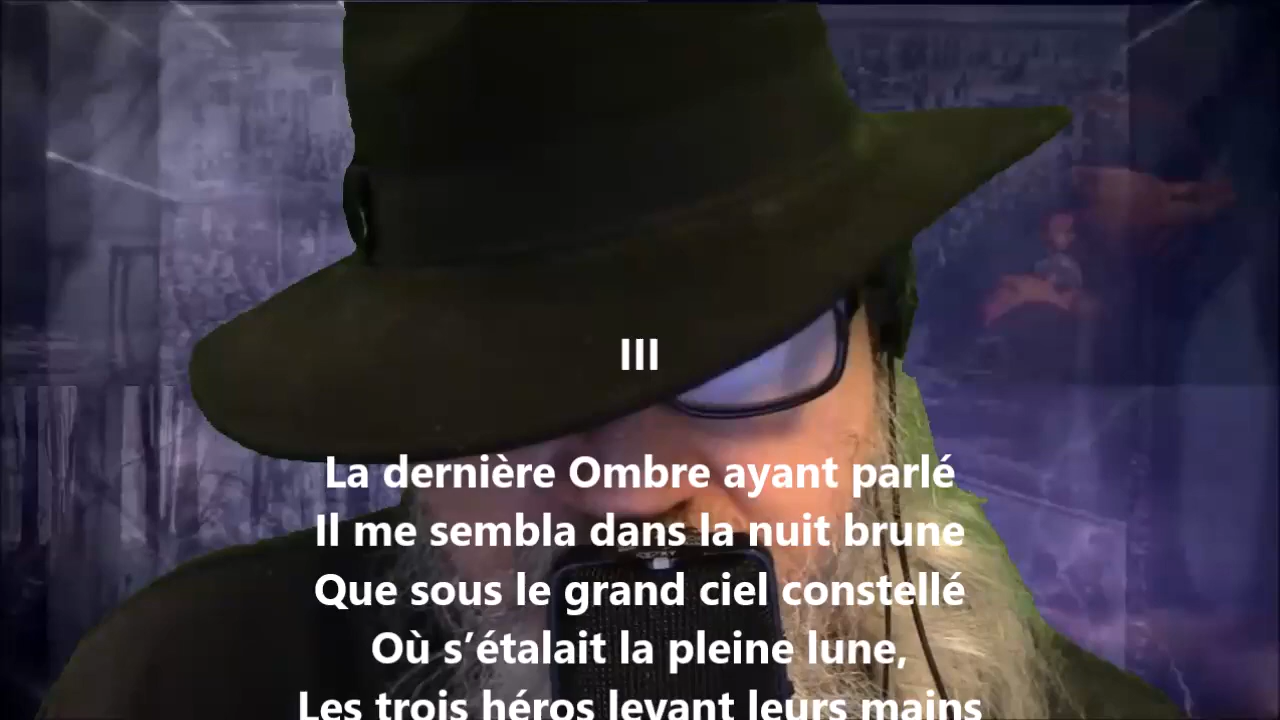 III
La dernière Ombre ayant parlé
Il me sembla dans la nuit brune
Que sous le grand ciel constellé
Où s’étalait la pleine lune,
Les trois héros levant leurs mains